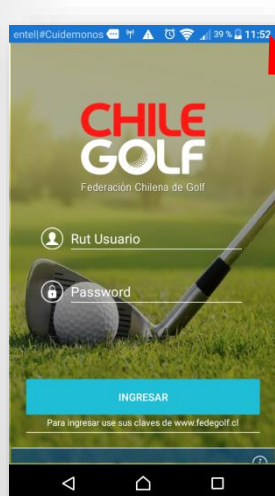 entel|#Cuidemonos 39 % 11:52
CHILE
GOLF
Federación Chilena de Golf
Rut Usuario
Password
INGRESAR
Para ingresar use sus claves de www.fedegolf.cl